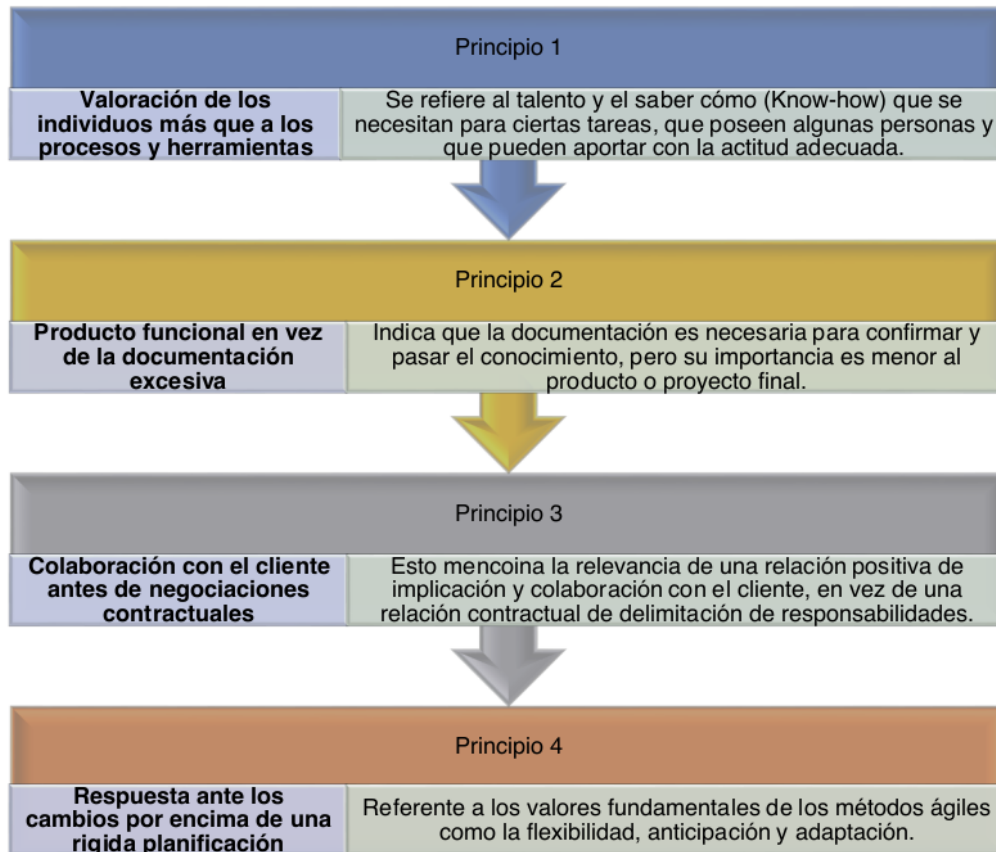 Principio 1
Valoración de los
individuos más que a los
procesos y herramientas
Se refiere al talento y el saber cómo (Know-how) que se
necesitan para ciertas tareas, que poseen algunas personas y
que pueden aportar con la actitud adecuada.
Principio 2
Producto funcional en vez
de la documentación
excesiva
Indica que la documentación es necesaria para confirmar y
pasar el conocimiento, pero su importancia es menor al
producto o proyecto final.
Principio 3
Colaboración con el cliente
antes de negociaciones
contractuales
Esto mencoina la relevancia de una relación positiva de
implicación y colaboración con el cliente, en vez de una
relación contractual de delimitación de responsabilidades.
Principio 4
Respuesta ante los
cambios por encima de una
rigida planificación
Referente a los valores fundamentales de los métodos ágiles
como la flexibilidad, anticipación y adaptación.